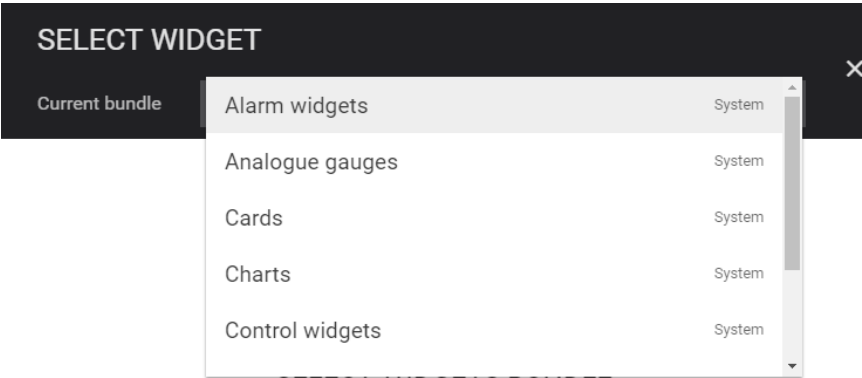 SELECT WIDGET
Current bundle
Alarm widgets System
Analogue gauges System
Cards System
Charts System
Control widgets System